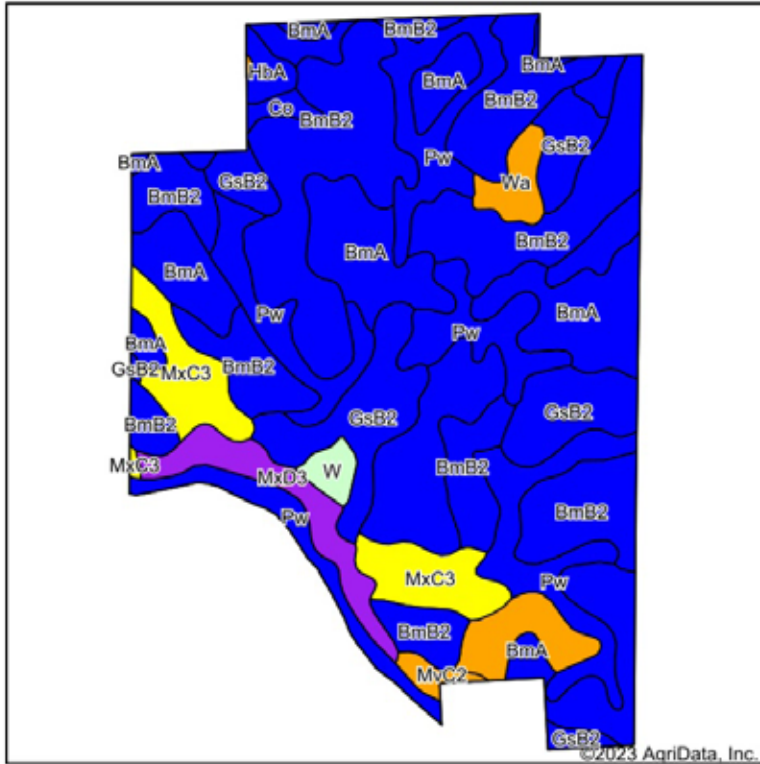 BmA
BmB2
HbA
BmA
BmA
Co
BmB2
BmB2
BmA
GsB2
Pw
GsB2
Wa
BmB2
BmB2
BmA
BmA
Pw
BmA
Pw
BmA
GsB2
MxC3
BmB2
BmB2
GsB2
GsB2
MxC3
MxD3
W
BmB2
Pw
BmB2
MxC3
Pw
BmB2
BmA
MvC2
GsB2
©2023 AgriData, Inc.